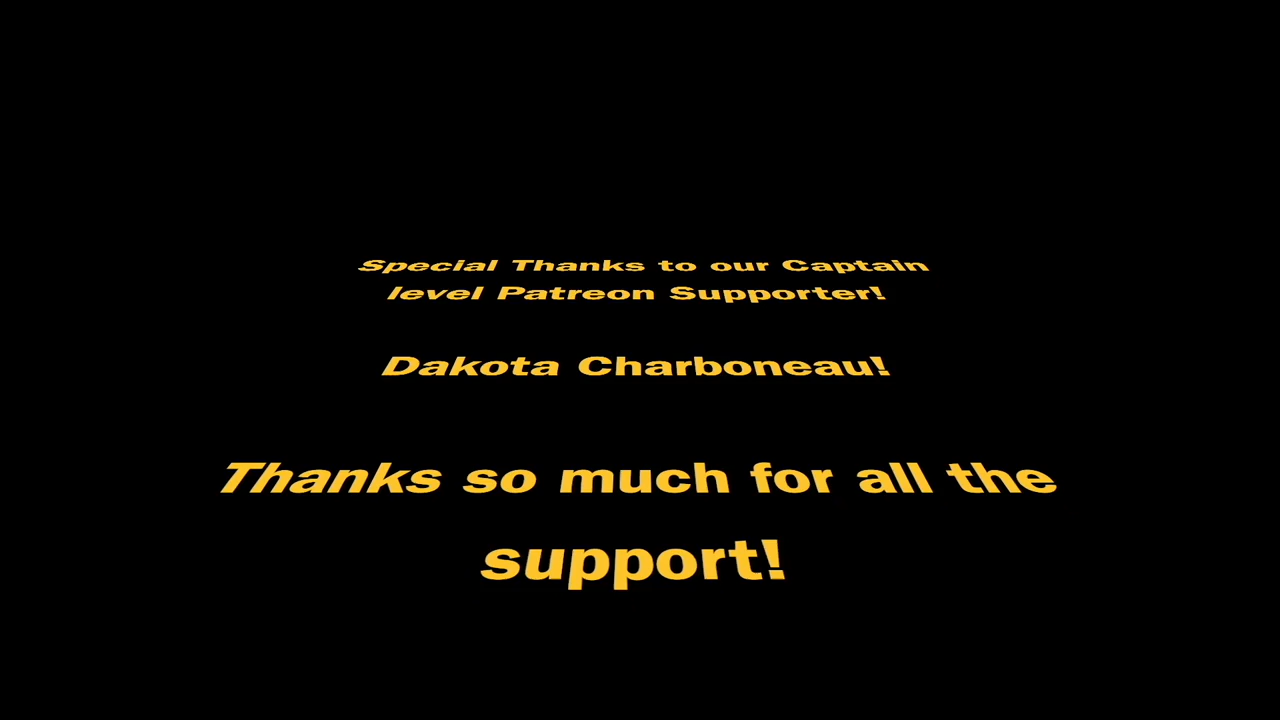 Special Thanks to our Captain
level Patreon Supporter!
Dakota Charboneau!
Thanks so much for all the
support!